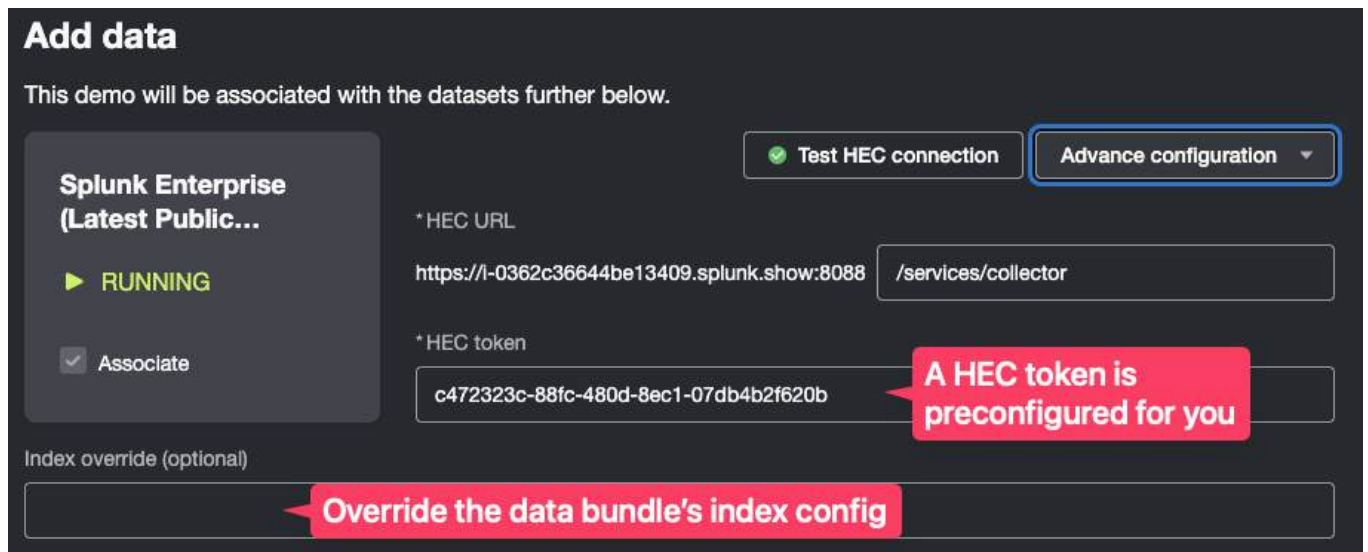 Add data
This demo will be associated with the datasets further below.
Test HEC connection
Advance configuration
Splunk Enterprise
(Latest Public...
RUNNING
Associate
*HEC URL
https://i-0362c36644be13409.splunk.show:8088
/services/collector
*HEC token
c472323c-88fc-480d-8ec1-07db4b2f620b
A HEC token is
preconfigured for you
Index override (optional)
Override the data bundle’s index config